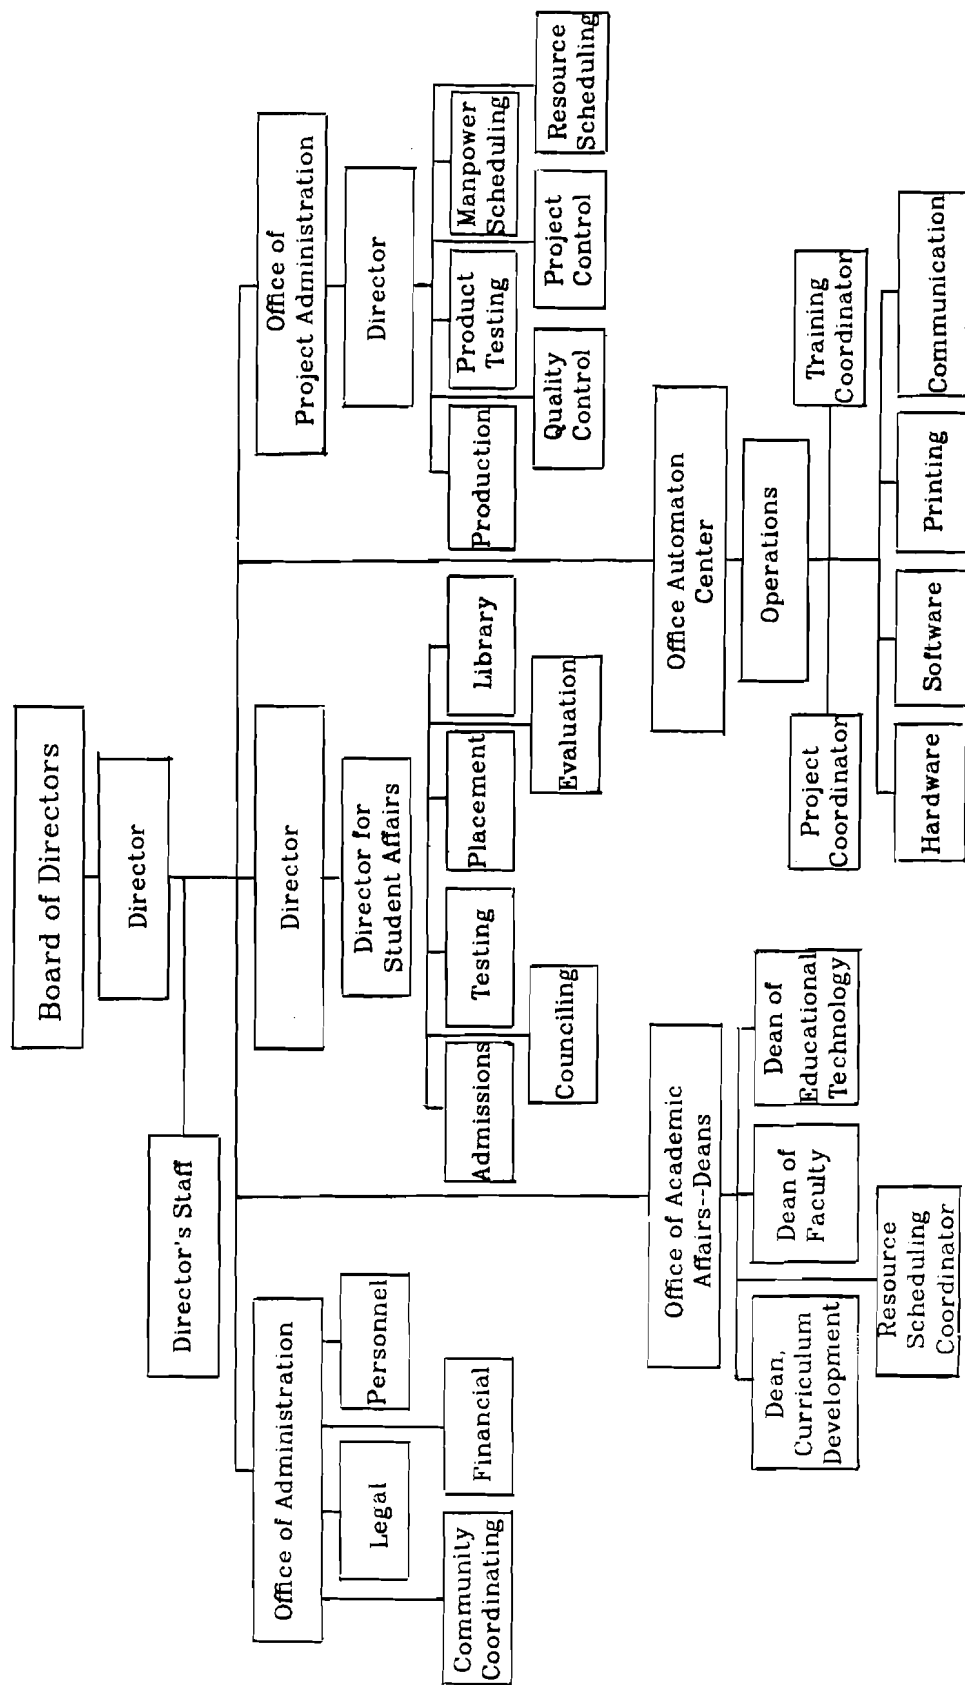 Board of Directors
Director
Director's Staff
Office of Administration
Legal
Personnel
Community
Coordinating
Financial
Director
Director for
Student Affairs
Admissions
Testing
Placement
Library
Counciling
Evaluation
Office of
Project Administration
Director
Production
Product
Testing
Manpower
Scheduling
Quality
Control
Project
Control
Resource
Scheduling
Office of Academic
Affairs--Deans
Dean,
Curriculum
Development
Dean of
Faculty
Dean of
Educational
Technology
Resource
Scheduling
Coordinator
Office Automaton
Center
Operations
Project
Coordinator
Training
Coordinator
Hardware
Software
Printing
Communication